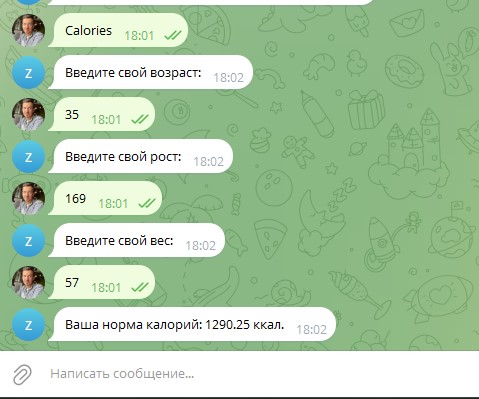 Calories 18:01
Z Введите свой возраст: 18:02
35 18:01
Z Введите свой рост: 18:02
169 18:01
Z Введите свой вес: 18:02
57 18:01
Z Ваша норма калорий: 1290.25 ккал. 18:02
Написать сообщение...